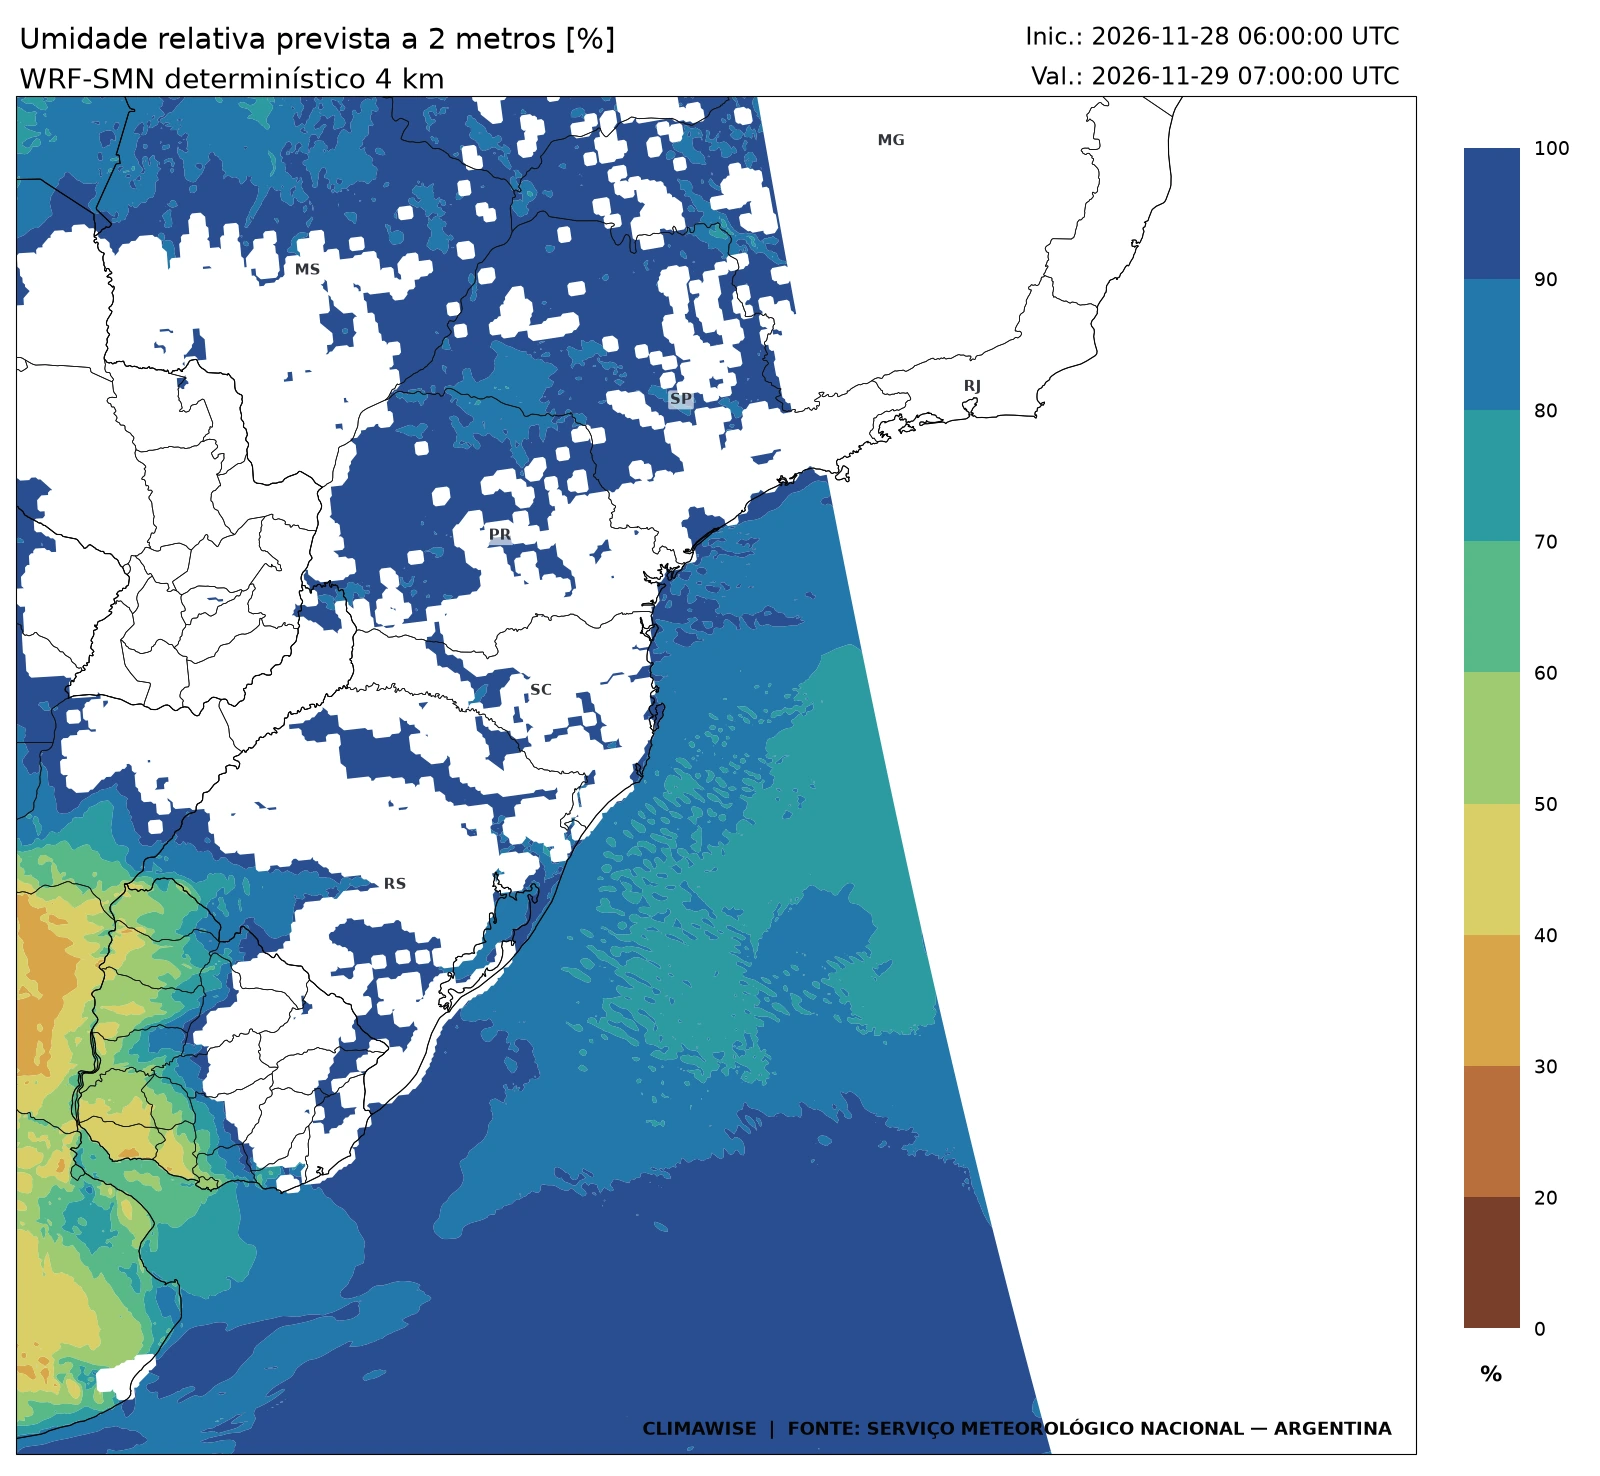 Umidade relativa prevista a 2 metros [%]
WRF-SMN determinístico 4 km
Inic.: 2026-11-28 06:00:00 UTC
Val.: 2026-11-29 07:00:00 UTC
MG
MS
RJ
SP
PR
SC
RS
100
90
80
70
60
50
40
30
20
0
%
CLIMAWISE | FONTE: SERVIÇO METEOROLÓGICO NACIONAL — ARGENTINA